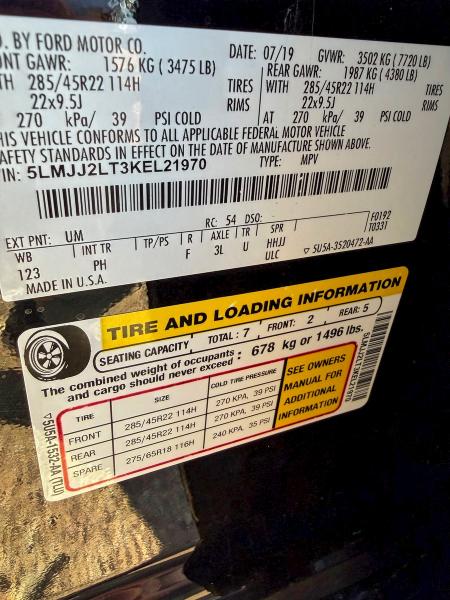 D. BY FORD MOTOR CO.
DATE: 07/19 GVWR: 3502 KG ( 7720 LB)
ONT GAWR: 1576 KG ( 3475 LB) REAR GAWR: 1987 KG ( 4380 LB)
TH 285/45R22 114H TIRES WITH 285/45R22 114H TIRES
22x9.5J RIMS 22x9.5J RIMS
270 kPa/ 39 PSI COLD AT 270 kPa/ 39 PSI COLD
HIS VEHICLE CONFORMS TO ALL APPLICABLE FEDERAL MOTOR VEHICLE
AFETY STANDARDS IN EFFECT ON THE DATE OF MANUFACTURE SHOWN ABOVE.
IN: 5LMJJ2LT3KEL21970 TYPE: MPV
F0192
T0331
EXT PNT: UM RC: 54 DSO:
WB INT TR TP/PS R AXLE TR SPR
123 PH F 3L U HHJJ
ULC
MADE IN U.S.A. 5U5A-3520472-AA
TIRE AND LOADING INFORMATION
SEATING CAPACITY TOTAL: 7 FRONT: 2 REAR: 5
The combined weight of occupants
and cargo should never exceed : 678 kg or 1496 lbs.
TIRE SIZE COLD TIRE PRESSURE
FRONT 285/45R22 114H 270 KPA, 39 PSI
REAR 285/45R22 114H 270 KPA, 39 PSI
SPARE 275/65R18 116H 240 KPA, 35 PSI
SEE OWNERS
MANUAL FOR
ADDITIONAL
INFORMATION
5U5A-1532-AA (TLU)
5LMJJ2LT3KEL21970